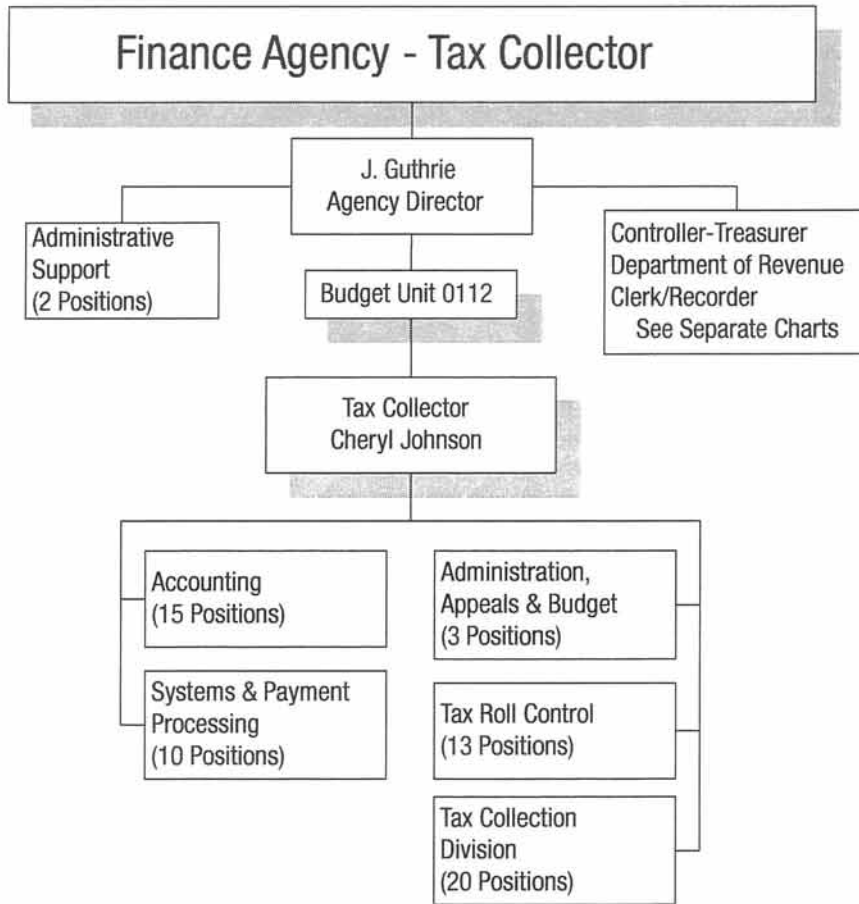 Finance Agency - Tax Collector
J. Guthrie
Agency Director
Administrative
Support
(2 Positions)
Controller-Treasurer
Department of Revenue
Clerk/Recorder
See Separate Charts
Budget Unit 0112
Tax Collector
Cheryl Johnson
Accounting
(15 Positions)
Systems & Payment
Processing
(10 Positions)
Administration,
Appeals & Budget
(3 Positions)
Tax Roll Control
(13 Positions)
Tax Collection
Division
(20 Positions)